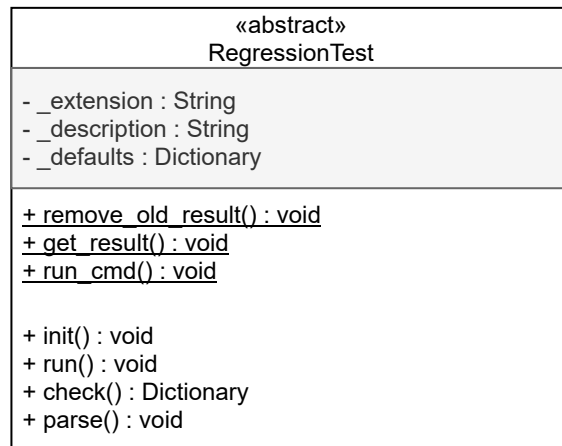 «abstract»
RegressionTest
- _extension : String
- _description : String
- _defaults : Dictionary
+ remove_old_result() : void
+ get_result() : void
+ run_cmd() : void
+ init() : void
+ run() : void
+ check() : Dictionary
+ parse() : void